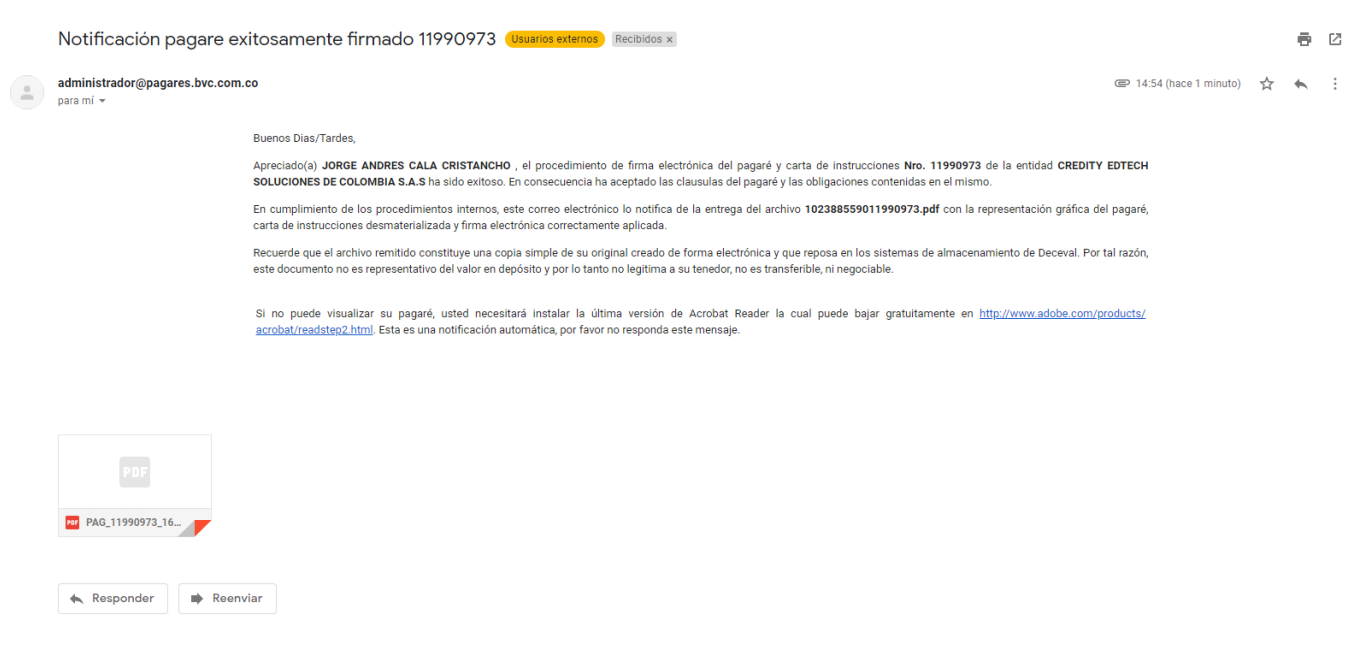 Notificación pagare exitosamente firmado 11990973 Usuarios externos Recibidos ×
administrador@pagares.bvc.com.co 14:54 (hace 1 minuto)
para mí
Buenos Dias/Tardes,
Apreciado(a) JORGE ANDRES CALA CRISTANCHO , el procedimiento de firma electrónica del pagaré y carta de instrucciones Nro. 11990973 de la entidad CREDITY EDTECH
SOLUCIONES DE COLOMBIA S.A.S ha sido exitoso. En consecuencia ha aceptado las clausulas del pagaré y las obligaciones contenidas en el mismo.
En cumplimiento de los procedimientos internos, este correo electrónico lo notifica de la entrega del archivo 102388559011990973.pdf con la representación gráfica del pagaré,
carta de instrucciones desmaterializada y firma electrónica correctamente aplicada.
Recuerde que el archivo remitido constituye una copia simple de su original creado de forma electrónica y que reposa en los sistemas de almacenamiento de Deceval. Por tal razón,
este documento no es representativo del valor en depósito y por lo tanto no legitima a su tenedor, no es transferible, ni negociable.
Si no puede visualizar su pagaré, usted necesitará instalar la última versión de Acrobat Reader la cual puede bajar gratuitamente en http://www.adobe.com/products/
acrobat/readstep2.html. Esta es una notificación automática, por favor no responda este mensaje.
PDF
PDF PAG_11990973_16...
Responder Reenviar